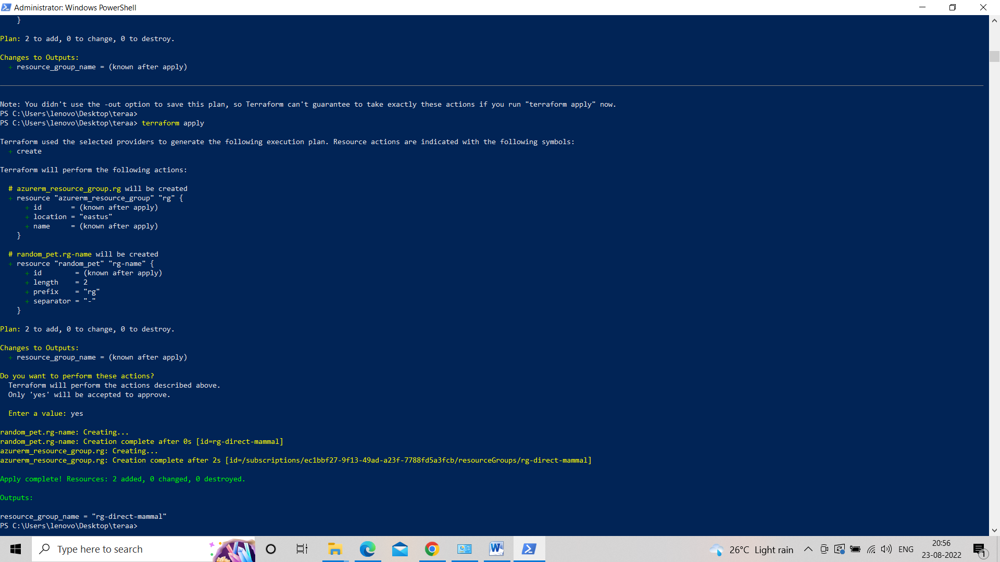 Administrator: Windows PowerShell
    }
Plan: 2 to add, 0 to change, 0 to destroy.
Changes to Outputs:
  + resource_group_name = (known after apply)
Note: You didn't use the -out option to save this plan, so Terraform can't guarantee to take exactly these actions if you run "terraform apply" now.
PS C:\Users\lenovo\Desktop\teraa>
PS C:\Users\lenovo\Desktop\teraa> terraform apply
Terraform used the selected providers to generate the following execution plan. Resource actions are indicated with the following symbols:
  + create
Terraform will perform the following actions:
  # azurerm_resource_group.rg will be created
  + resource "azurerm_resource_group" "rg" {
      + id       = (known after apply)
      + location = "eastus"
      + name     = (known after apply)
    }
  # random_pet.rg-name will be created
  + resource "random_pet" "rg-name" {
      + id        = (known after apply)
      + length    = 2
      + prefix    = "rg"
      + separator = "-"
    }
Plan: 2 to add, 0 to change, 0 to destroy.
Changes to Outputs:
  + resource_group_name = (known after apply)
Do you want to perform these actions?
  Terraform will perform the actions described above.
  Only 'yes' will be accepted to approve.
  Enter a value: yes
random_pet.rg-name: Creating...
random_pet.rg-name: Creation complete after 0s [id=rg-direct-mammal]
azurerm_resource_group.rg: Creating...
azurerm_resource_group.rg: Creation complete after 2s [id=/subscriptions/ec1bbf27-9f13-49ad-a23f-7788fd5a3fcb/resourceGroups/rg-direct-mammal]
Apply complete! Resources: 2 added, 0 changed, 0 destroyed.
Outputs:
resource_group_name = "rg-direct-mammal"
PS C:\Users\lenovo\Desktop\teraa>
Type here to search
26°C Light rain
ENG
20:56
23-08-2022
1